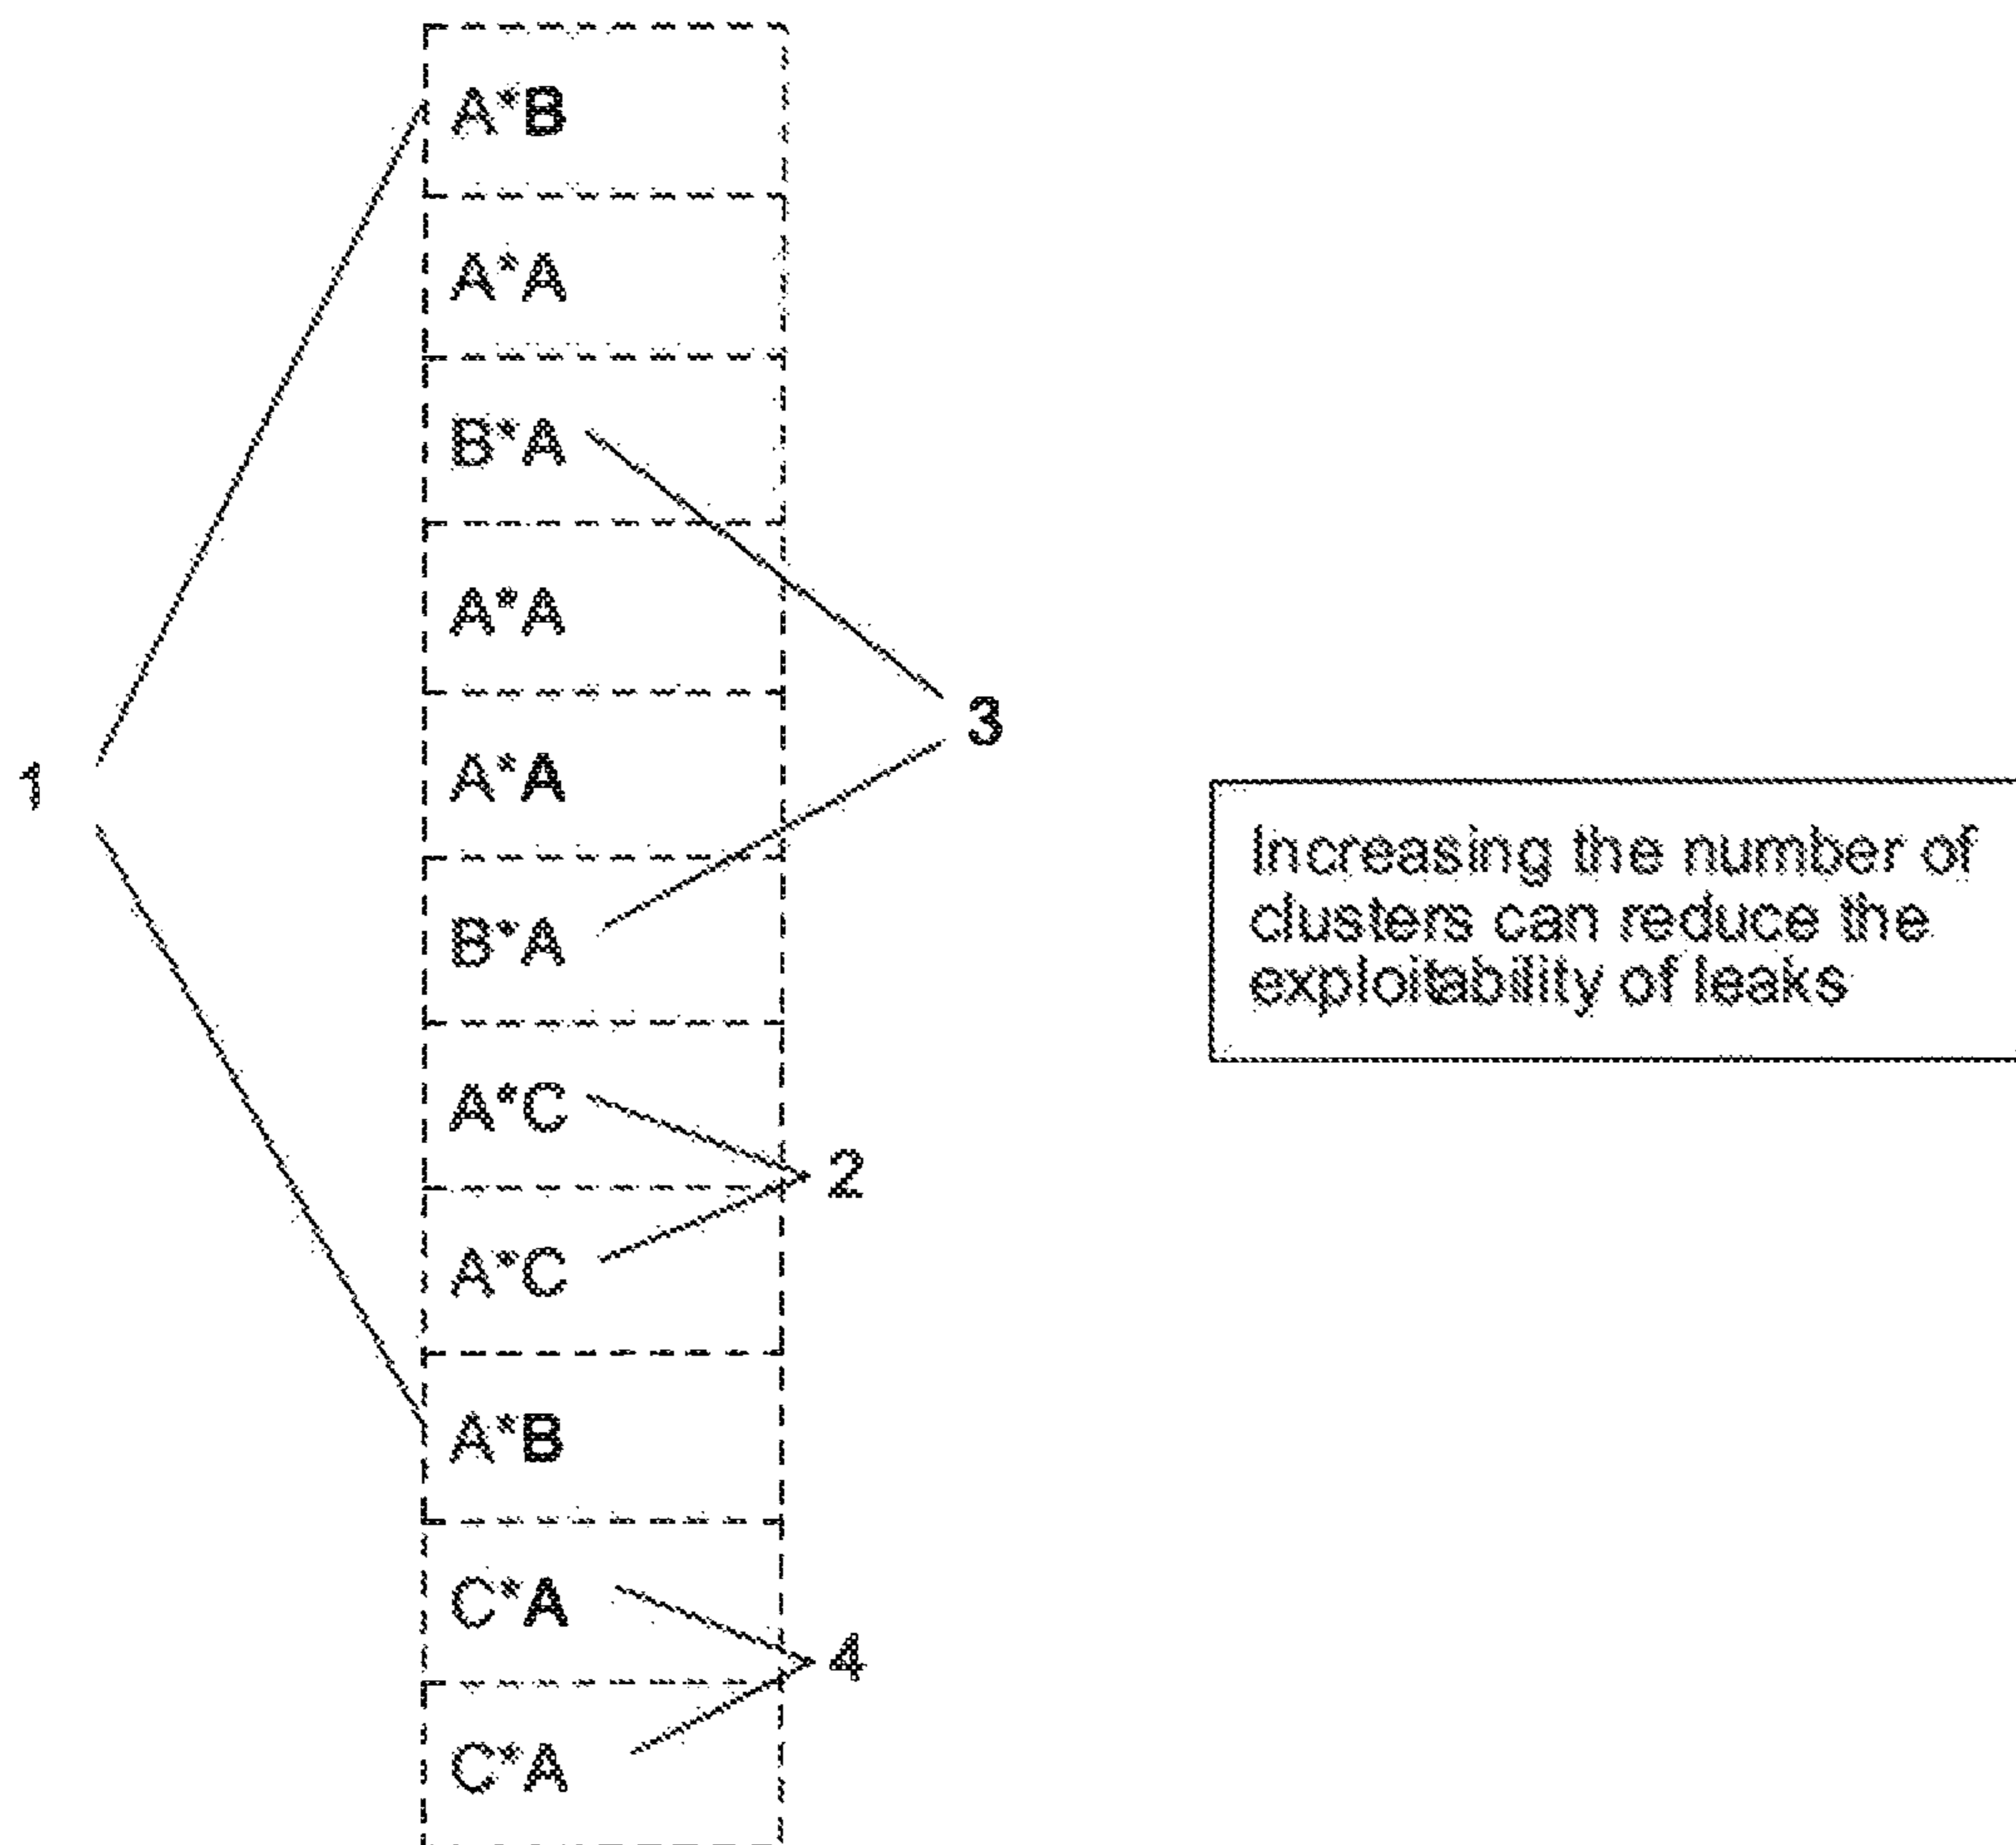 A*B
A*A
B*A
A*A
A*A
B*A
A*C
A*C
A*B
C*A
C*A
1
3
2
4
Increasing the number of
clusters can reduce the
exploitability of leaks